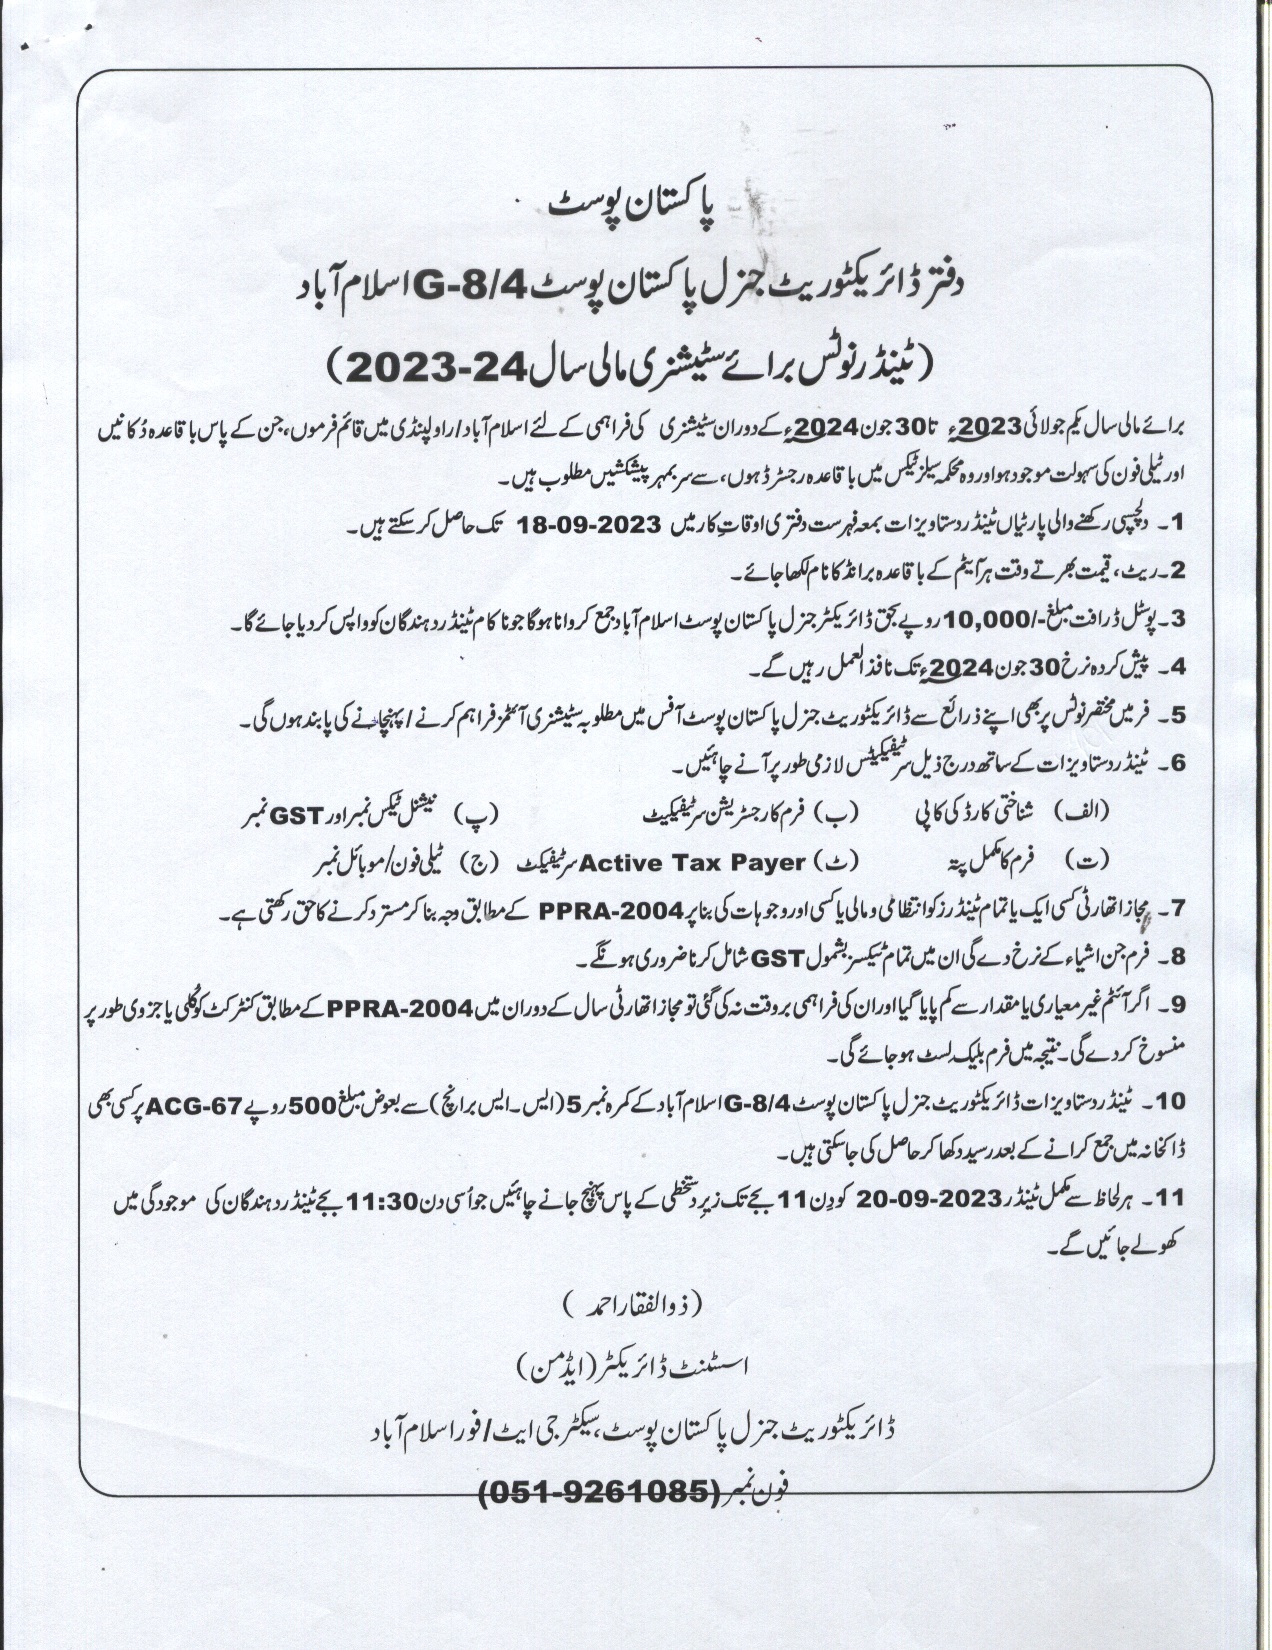 پاکستان پوسٹ
دفتر ڈائریکٹوریٹ جنرل پاکستان پوسٹ G-8/4 اسلام آباد
(ٹینڈر نوٹس برائے سٹیشنری مالی سال 2023-24)
برائے مالی سال یکم جولائی 2023ء تا 30 جون 2024ء کے دوران سٹیشنری کی فراہمی کے لئے اسلام آباد/راولپنڈی میں قائم فرموں، جن کے پاس باقاعدہ دُکانیں
اور ٹیلی فون کی سہولت موجود ہو اور وہ محکمہ سیلز ٹیکس میں باقاعدہ رجسٹرڈ ہوں، سے سربمہر پیشکشیں مطلوب ہیں۔
1۔ دلچسپی رکھنے والی پارٹیاں ٹینڈر دستاویزات بمعہ فہرست دفتری اوقاتِ کار میں 18-09-2023 تک حاصل کر سکتے ہیں۔
2۔ ریٹ، قیمت بھرتے وقت ہر آیٹم کے باقاعدہ برانڈ کا نام لکھا جائے۔
3۔ پوسٹل ڈرافٹ مبلغ -/10,000 روپے بحق ڈائریکٹر جنرل پاکستان پوسٹ اسلام آباد جمع کروانا ہوگا جو ناکام ٹینڈر دہندگان کو واپس کر دیا جائے گا۔
4۔ پیش کردہ نرخ 30 جون 2024ء تک نافذ العمل رہیں گے۔
5۔ فرمیں مختصر نوٹس پر بھی اپنے ذرائع سے ڈائریکٹوریٹ جنرل پاکستان پوسٹ آفس میں مطلوبہ سٹیشنری آئٹمز فراہم کرنے / پہنچانے کی پابند ہوں گی۔
6۔ ٹینڈر دستاویزات کے ساتھ درج ذیل سرٹیفیکیٹس لازمی طور پر آنے چاہئیں۔
(الف) شناختی کارڈ کی کاپی (ب) فرم کا رجسٹریشن سرٹیفیکیٹ (پ) نیشنل ٹیکس نمبر اور GST نمبر
(ت) فرم کا مکمل پتہ (ٹ) Active Tax Payer سرٹیفیکٹ (ج) ٹیلی فون/موبائل نمبر
7۔ مجاز اتھارٹی کسی ایک یا تمام ٹینڈرز کو انتظامی و مالی یا کسی اور وجوہات کی بنا پر PPRA-2004 کے مطابق وجہ بنا کر مسترد کرنے کا حق رکھتی ہے۔
8۔ فرم جن اشیاء کے نرخ دے گی ان میں تمام ٹیکسز بشمول GST شامل کرنا ضروری ہونگے۔
9۔ اگر آئٹم غیر معیاری یا مقدار سے کم پایا گیا اور ان کی فراہمی بروقت نہ کی گئی تو مجاز اتھارٹی سال کے دوران میں PPRA-2004 کے مطابق کنٹرکٹ کو کُلی یا جزوی طور پر
منسوخ کر دے گی۔ نتیجہ میں فرم بلیک لسٹ ہو جائے گی۔
10۔ ٹینڈر دستاویزات ڈائریکٹوریٹ جنرل پاکستان پوسٹ G-8/4 اسلام آباد کے کمرہ نمبر 5 (ایس۔ایس برانچ) سے بعوض مبلغ 500 روپے ACG-67 پر کسی بھی
ڈاکخانہ میں جمع کرانے کے بعد رسید دکھا کر حاصل کی جاسکتی ہیں۔
11۔ ہر لحاظ سے مکمل ٹینڈر 20-09-2023 کو دِن 11 بجے تک زیرِ دستخطی کے پاس پہنچ جانے چاہئیں جو اُسی دن 11:30 بجے ٹینڈر دہندگان کی موجودگی میں
کھولے جائیں گے۔
(ذوالفقار احمد)
اسسٹنٹ ڈائریکٹر (ایڈمن)
ڈائریکٹوریٹ جنرل پاکستان پوسٹ، سیکٹر جی ایٹ/فور اسلام آباد
فون نمبر (051-9261085)